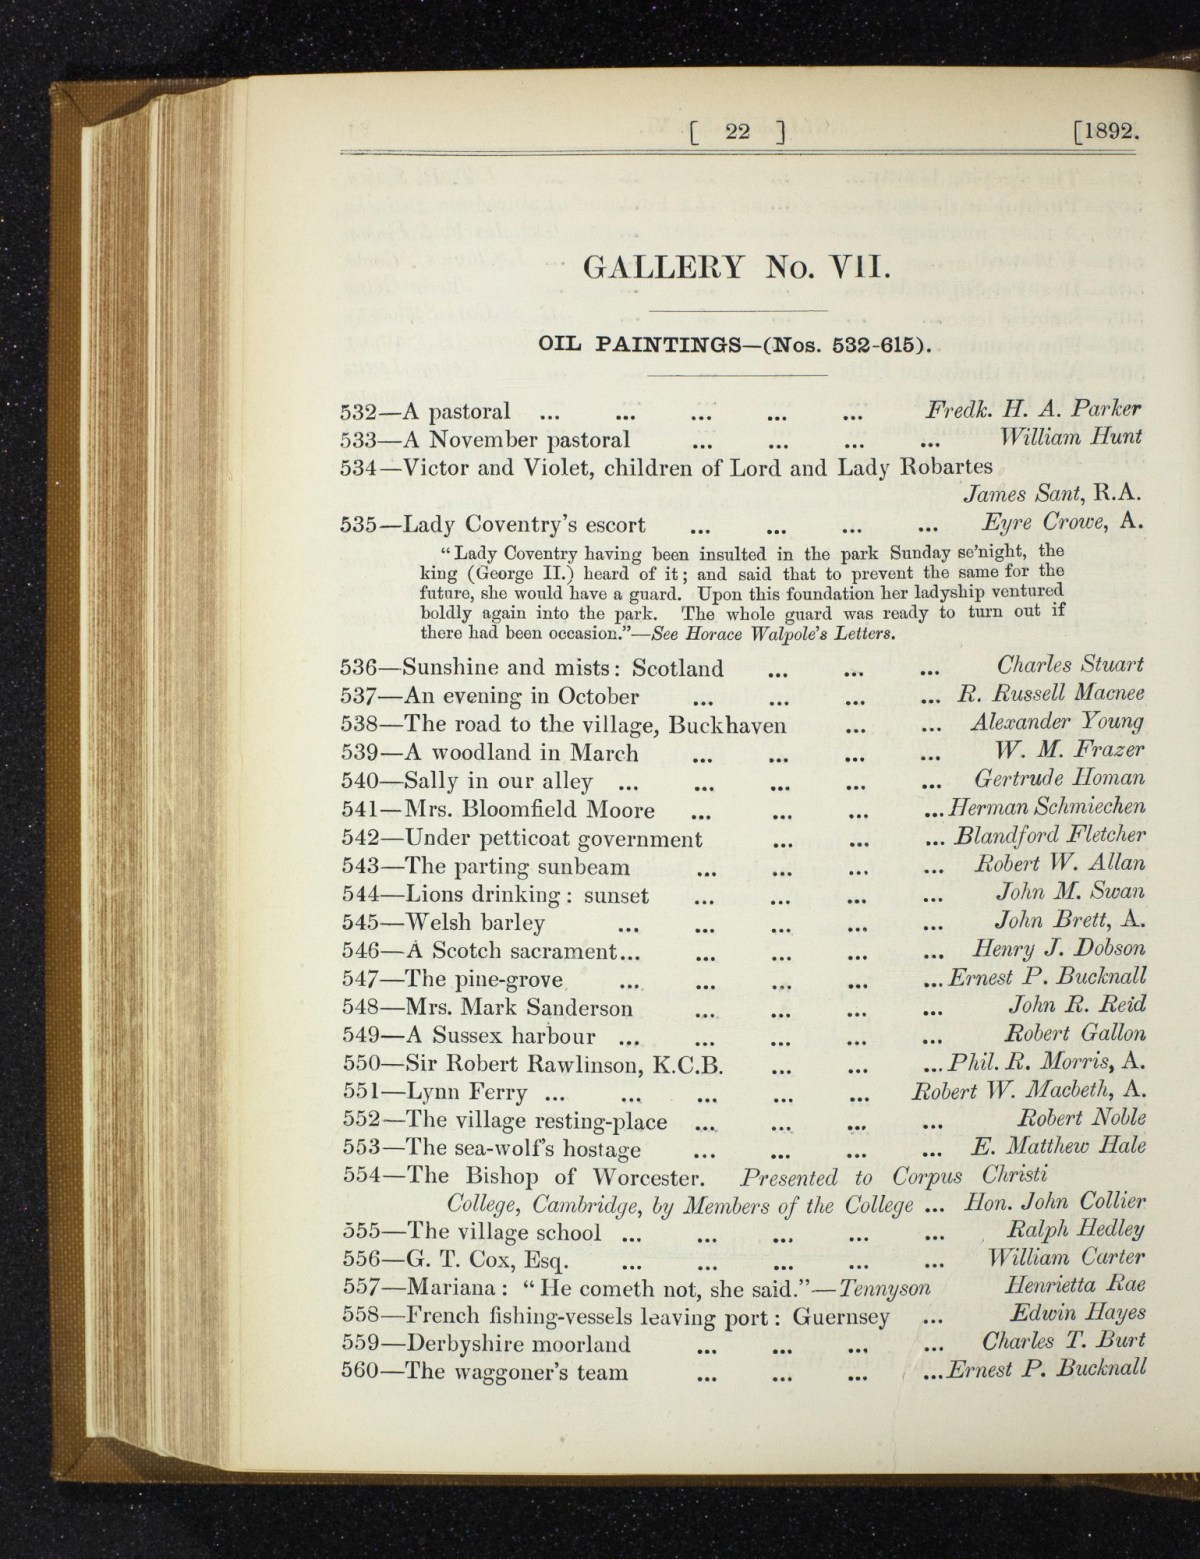 [ 22 ] [1892.
GALLERY No. VII.
OIL PAINTINGS—(Nos. 532-615).
532—A pastoral ... ... ... ... ... Fredk. H. A. Parker
533—A November pastoral ... ... ... ... William Hunt
534—Victor and Violet, children of Lord and Lady Robartes
James Sant, R.A.
535—Lady Coventry's escort ... ... ... ... Eyre Crowe, A.
“Lady Coventry having been insulted in the park Sunday se'night, the
king (George II.) heard of it; and said that to prevent the same for the
future, she would have a guard. Upon this foundation her ladyship ventured
boldly again into the park. The whole guard was ready to turn out if
there had been occasion.”—See Horace Walpole's Letters.
536—Sunshine and mists: Scotland ... ... ... Charles Stuart
537—An evening in October ... ... ... ... R. Russell Macnee
538—The road to the village, Buckhaven ... ... Alexander Young
539—A woodland in March ... ... ... ... W. M. Frazer
540—Sally in our alley ... ... ... ... ... Gertrude Homan
541—Mrs. Bloomfield Moore ... ... ... ... Herman Schmiechen
542—Under petticoat government ... ... ... Blandford Fletcher
543—The parting sunbeam ... ... ... ... Robert W. Allan
544—Lions drinking: sunset ... ... ... ... John M. Swan
545—Welsh barley ... ... ... ... ... John Brett, A.
546—A Scotch sacrament... ... ... ... ... Henry J. Dobson
547—The pine-grove ... ... ... ... ... Ernest P. Bucknall
548—Mrs. Mark Sanderson ... ... ... ... John R. Reid
549—A Sussex harbour ... ... ... ... ... Robert Gallon
550—Sir Robert Rawlinson, K.C.B. ... ... ... Phil. R. Morris, A.
551—Lynn Ferry ... ... ... ... ... Robert W. Macbeth, A.
552—The village resting-place ... ... ... ... Robert Noble
553—The sea-wolf's hostage ... ... ... ... E. Matthew Hale
554—The Bishop of Worcester. Presented to Corpus Christi
College, Cambridge, by Members of the College ... Hon. John Collier
555—The village school ... ... ... ... ... Ralph Hedley
556—G. T. Cox, Esq. ... ... ... ... ... William Carter
557—Mariana: “He cometh not, she said.”—Tennyson Henrietta Rae
558—French fishing-vessels leaving port: Guernsey ... Edwin Hayes
559—Derbyshire moorland ... ... ... ... Charles T. Burt
560—The waggoner's team ... ... ... ... Ernest P. Bucknall